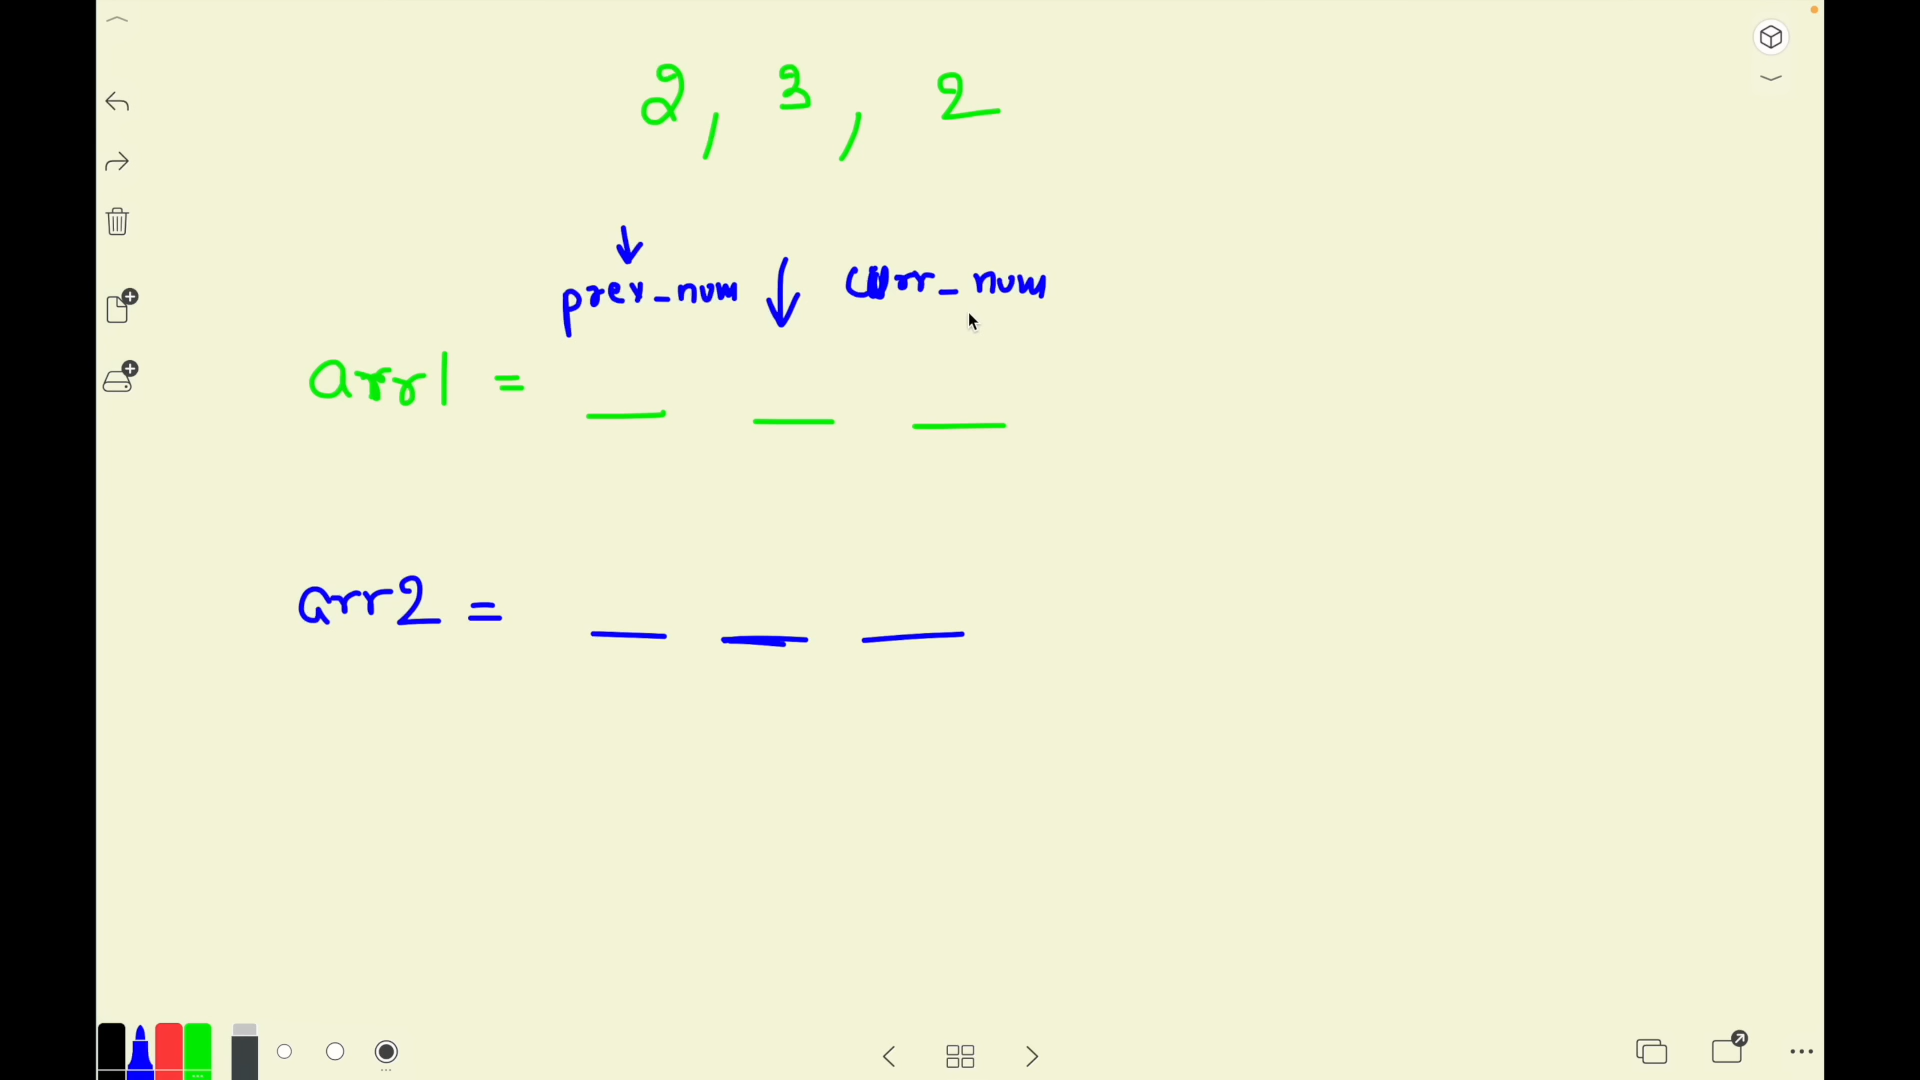 2, 3, 2
prev_num curr_num
arr1 =
arr2 =